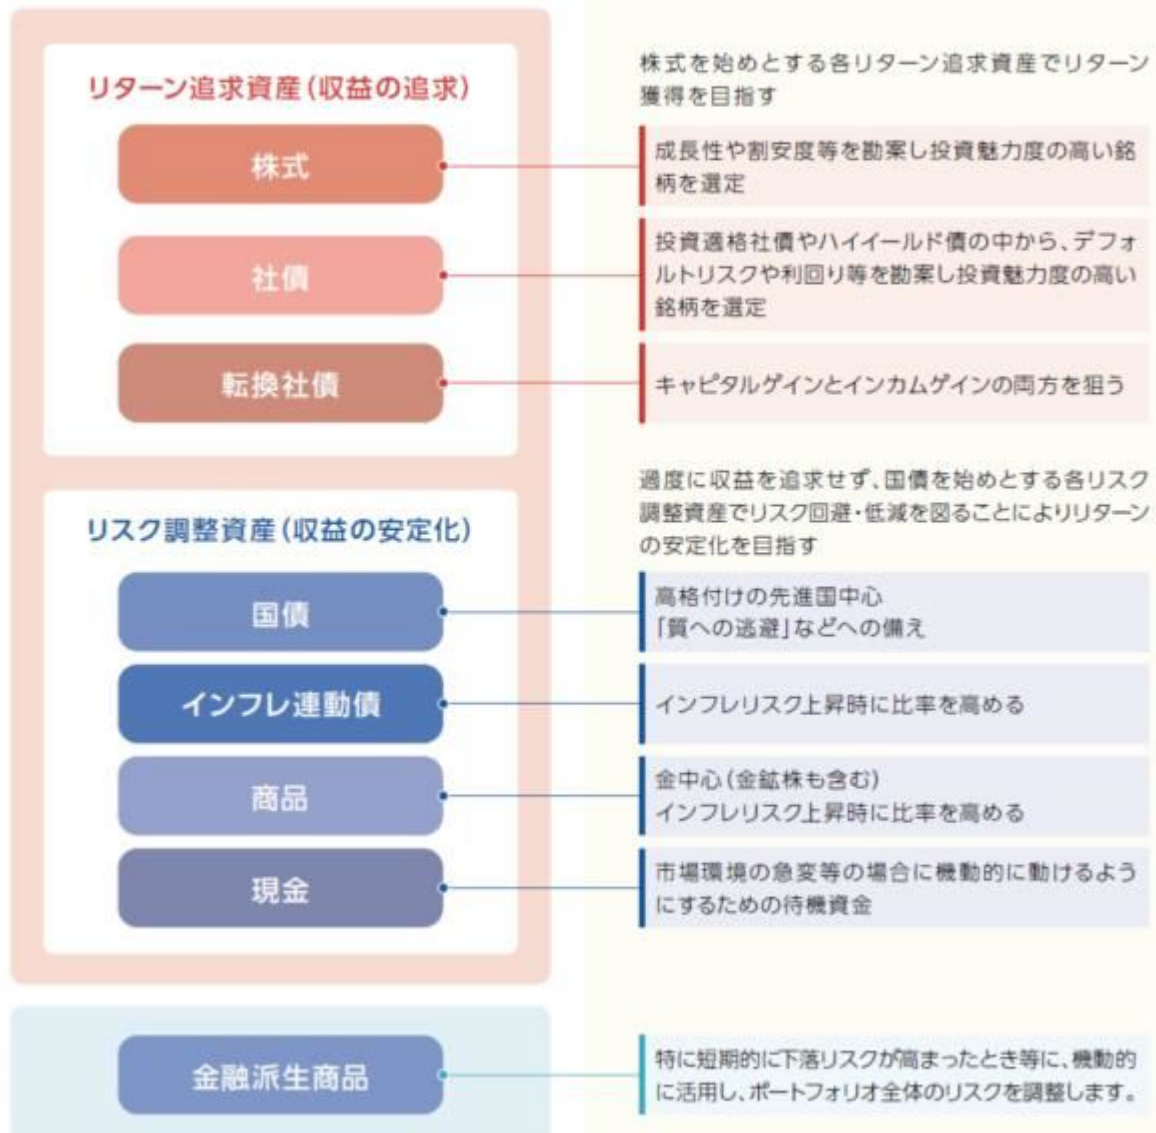 リターン追求資産(収益の追求)
株式を始めとする各リターン追求資産でリターン
獲得を目指す
株式
成長性や割安度等を勘案し投資魅力度の高い銘
柄を選定
社債
投資適格社債やハイイールド債の中から、デフォ
ルトリスクや利回り等を勘案し投資魅力度の高い
銘柄を選定
転換社債
キャピタルゲインとインカムゲインの両方を狙う
リスク調整資産(収益の安定化)
過度に収益を追求せず、国債を始めとする各リスク
調整資産でリスク回避・低減を図ることによりリターン
の安定化を目指す
国債
高格付けの先進国中心
「質への逃避」などへの備え
インフレ連動債
インフレリスク上昇時に比率を高める
商品
金中心(金鉱株も含む)
インフレリスク上昇時に比率を高める
現金
市場環境の急変等の場合に機動的に動けるよう
にするための待機資金
金融派生商品
特に短期的に下落リスクが高まったとき等に、機動的
に活用し、ポートフォリオ全体のリスクを調整します。